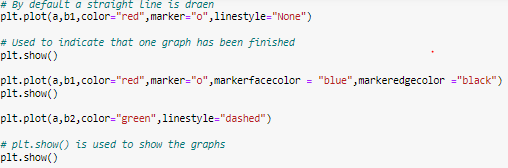 # By default a straight line is draen
plt.plot(a,b1,color="red",marker="o",linestyle="None")
# Used to indicate that one graph has been finished
plt.show()
plt.plot(a,b1,color="red",marker="o",markerfacecolor = "blue",markeredgecolor ="black")
plt.show()
plt.plot(a,b2,color="green",linestyle="dashed")
# plt.show() is used to show the graphs
plt.show()